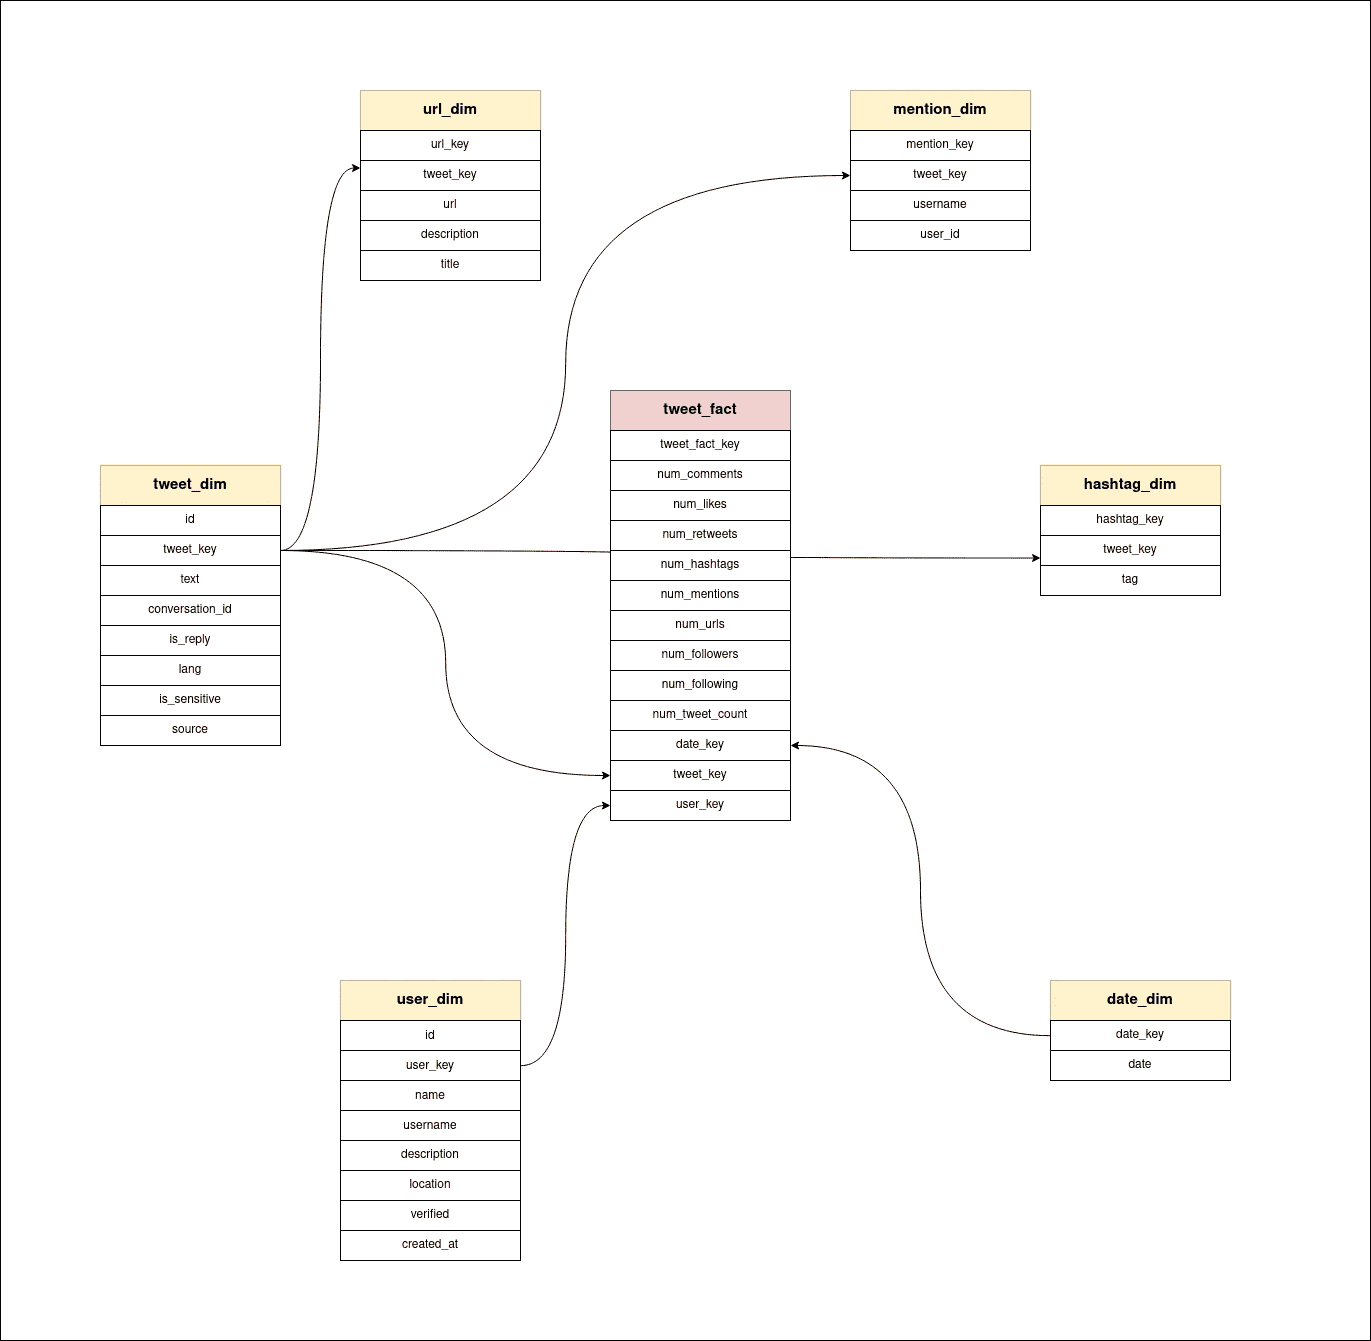 url_dim
url_key
tweet_key
url
description
title
mention_dim
mention_key
tweet_key
username
user_id
tweet_fact
tweet_fact_key
num_comments
num_likes
num_retweets
num_hashtags
num_mentions
num_urls
num_followers
num_following
num_tweet_count
date_key
tweet_key
user_key
tweet_dim
id
tweet_key
text
conversation_id
is_reply
lang
is_sensitive
source
hashtag_dim
hashtag_key
tweet_key
tag
user_dim
id
user_key
name
username
description
location
verified
created_at
date_dim
date_key
date